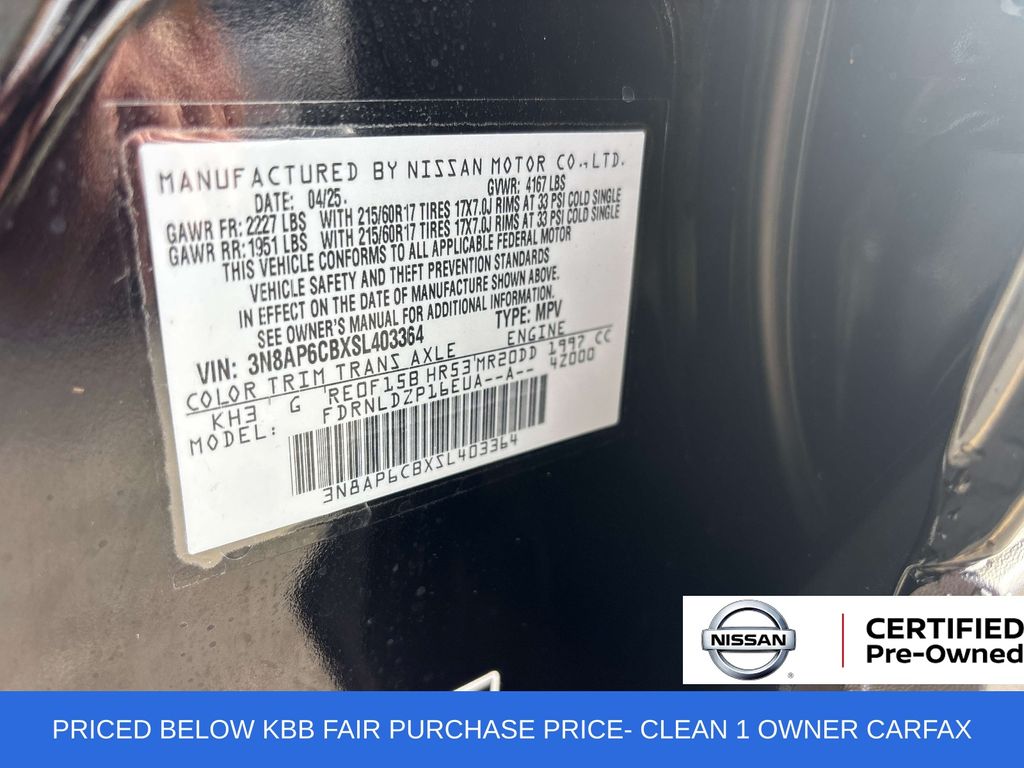 MANUFACTURED BY NISSAN MOTOR CO.,LTD.
DATE: 04/25. GVWR: 4167 LBS
GAWR FR: 2227 LBS WITH 215/60R17 TIRES 17X7.0J RIMS AT 33 PSI COLD SINGLE
GAWR RR: 1951 LBS WITH 215/60R17 TIRES 17X7.0J RIMS AT 33 PSI COLD SINGLE
THIS VEHICLE CONFORMS TO ALL APPLICABLE FEDERAL MOTOR
VEHICLE SAFETY AND THEFT PREVENTION STANDARDS
IN EFFECT ON THE DATE OF MANUFACTURE SHOWN ABOVE.
SEE OWNER'S MANUAL FOR ADDITIONAL INFORMATION.
VIN: 3N8AP6CBXSL403364 TYPE: MPV
COLOR TRIM TRANS AXLE ENGINE
KH3 G RE0F15B HR53 MR20DD 1997 CC
MODEL: FDRNLDZP16EUA--A-- 42000
3N8AP6CBXSL403364
NISSAN
®
CERTIFIED
Pre-Owned
PRICED BELOW KBB FAIR PURCHASE PRICE- CLEAN 1 OWNER CARFAX